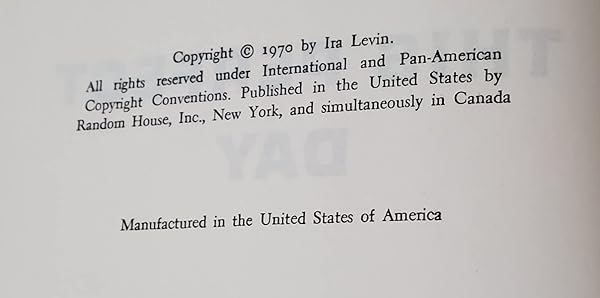 Copyright © 1970 by Ira Levin.
All rights reserved under International and Pan-American
Copyright Conventions. Published in the United States by
Random House, Inc., New York, and simultaneously in Canada
Manufactured in the United States of America